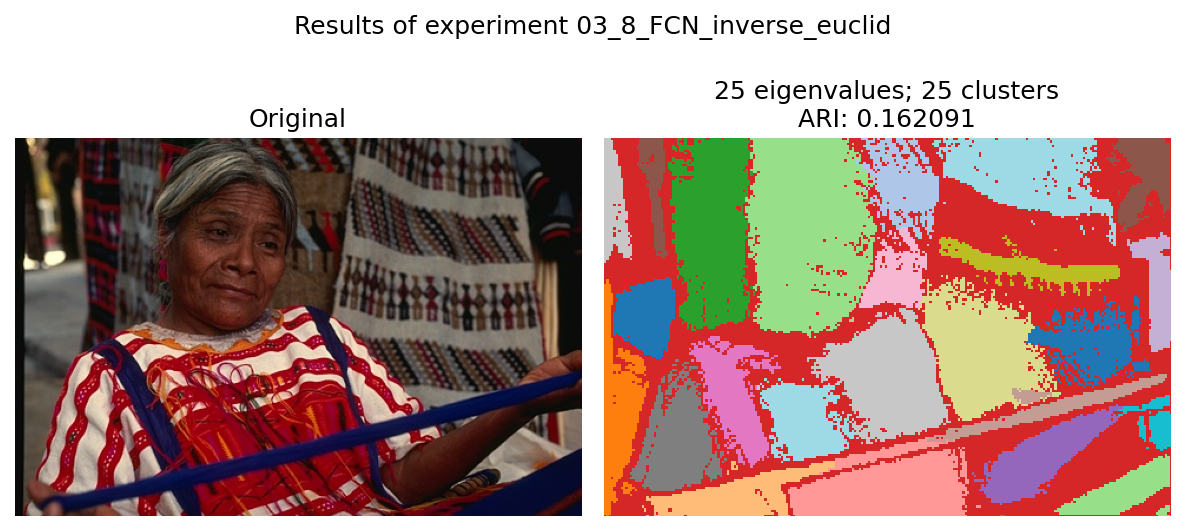 Results of experiment 03_8_FCN_inverse_euclid
Original
25 eigenvalues; 25 clusters
ARI: 0.162091